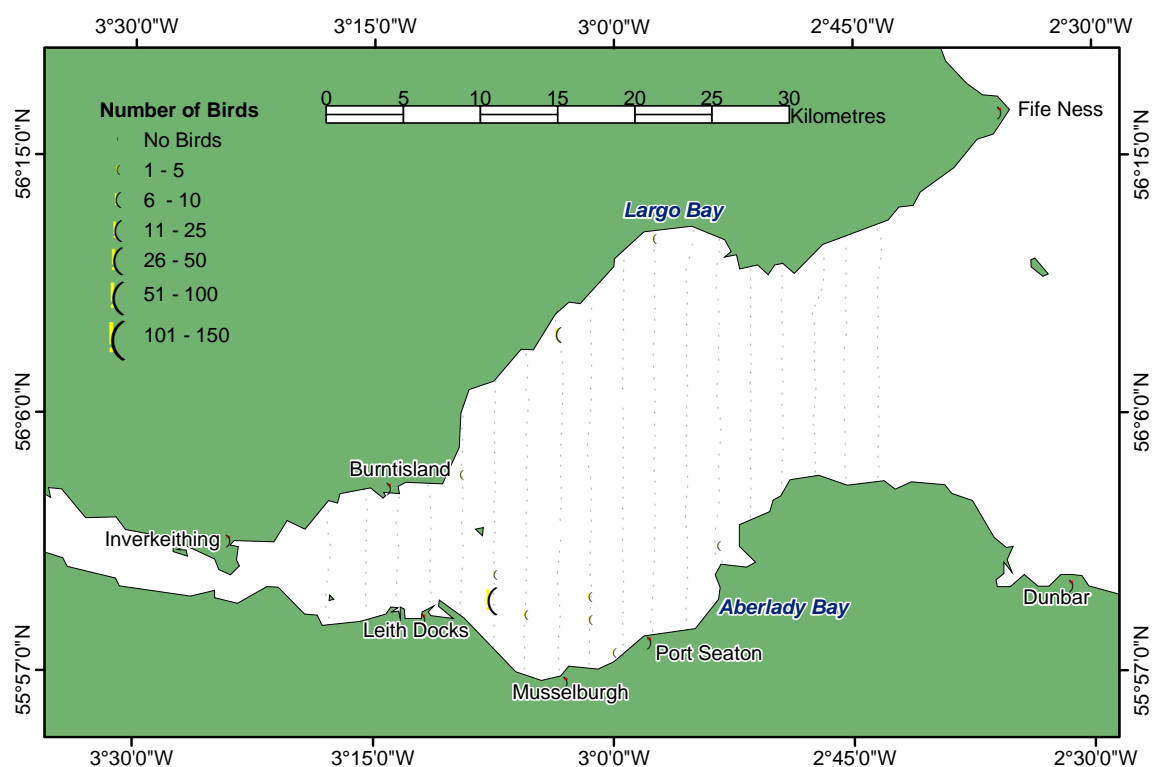 3°30'0"W 3°15'0"W 3°0'0"W 2°45'0"W 2°30'0"W
Number of Birds
No Birds
1 - 5
6 - 10
11 - 25
26 - 50
51 - 100
101 - 150
0 5 10 15 20 25 30
Kilometres
Fife Ness
56°15'0"N
56°15'0"N
Largo Bay
56°6'0"N
56°6'0"N
Burntisland
Inverkeithing
Aberlady Bay
Dunbar
Leith Docks
Port Seaton
Musselburgh
55°57'0"N
55°57'0"N
3°30'0"W 3°15'0"W 3°0'0"W 2°45'0"W 2°30'0"W